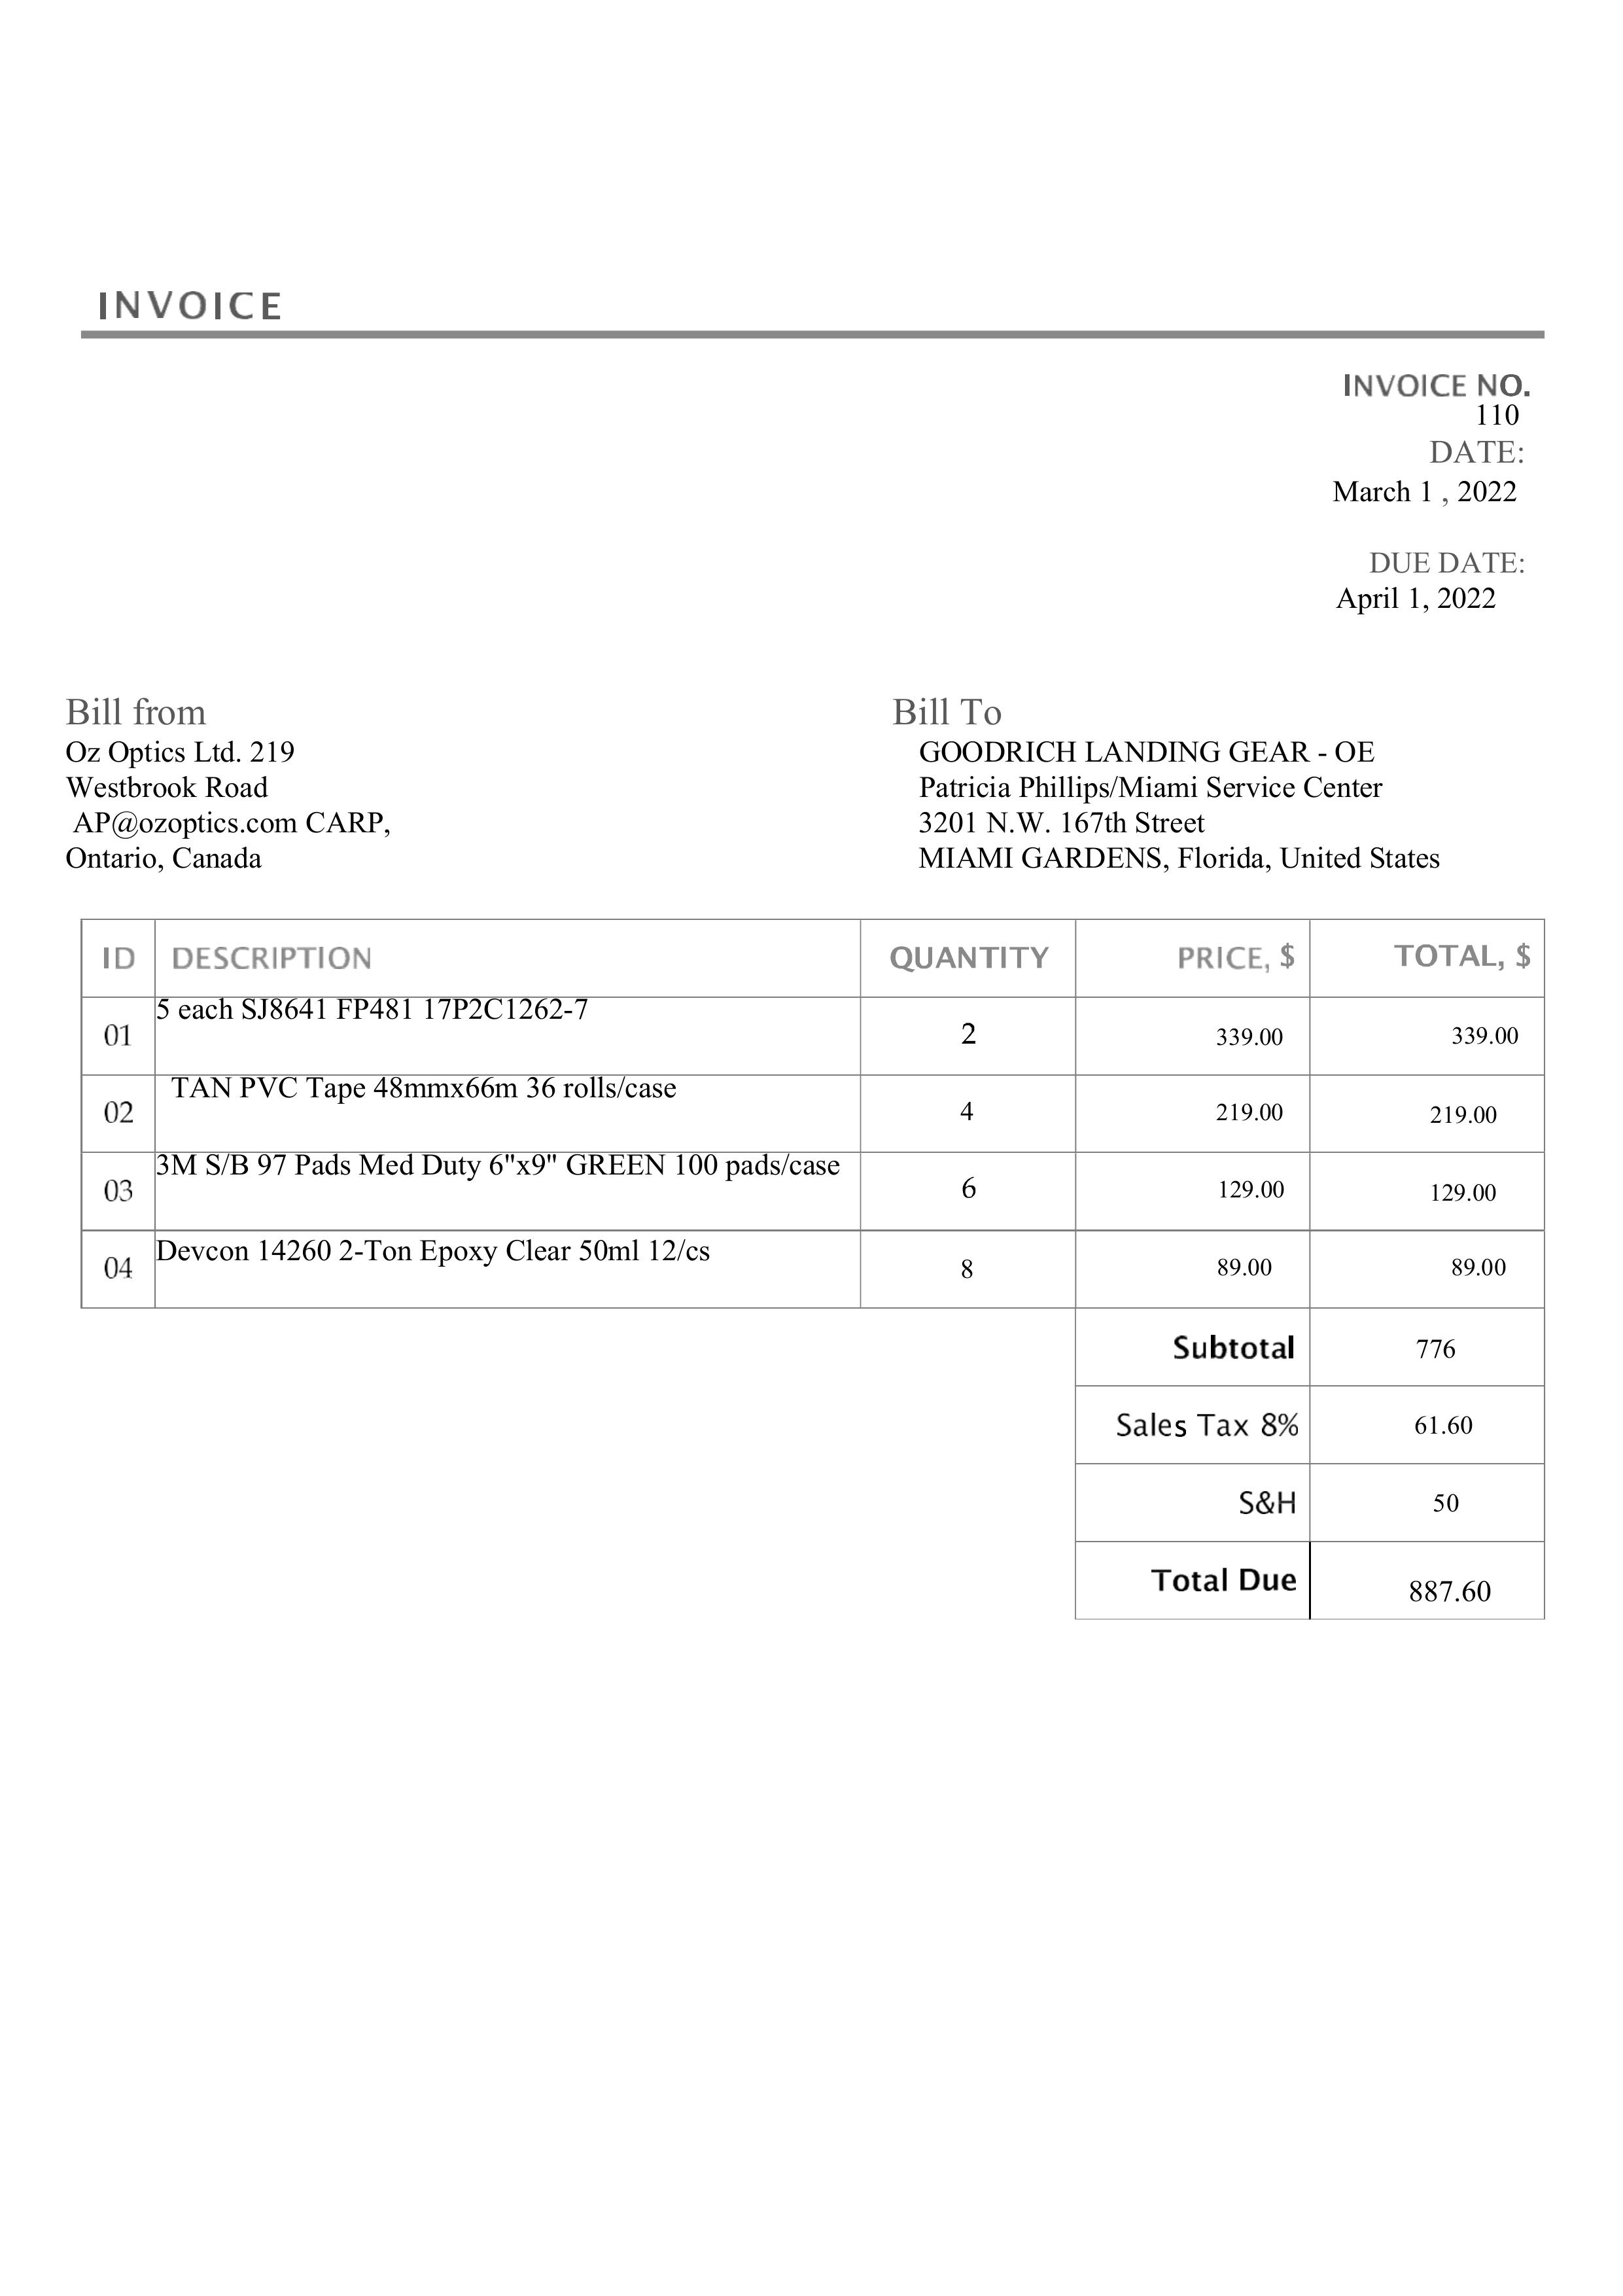 INVOICE
INVOICE NO.
110
DATE:
March 1 , 2022
DUE DATE:
April 1, 2022
Bill from
Oz Optics Ltd. 219
Westbrook Road
AP@ozoptics.com CARP,
Ontario, Canada
Bill To
GOODRICH LANDING GEAR - OE
Patricia Phillips/Miami Service Center
3201 N.W. 167th Street
MIAMI GARDENS, Florida, United States
ID DESCRIPTION QUANTITY PRICE, $ TOTAL, $
01 5 each SJ8641 FP481 17P2C1262-7 2 339.00 339.00
02 TAN PVC Tape 48mmx66m 36 rolls/case 4 219.00 219.00
03 3M S/B 97 Pads Med Duty 6"x9" GREEN 100 pads/case 6 129.00 129.00
04 Devcon 14260 2-Ton Epoxy Clear 50ml 12/cs 8 89.00 89.00
Subtotal 776
Sales Tax 8% 61.60
S&H 50
Total Due 887.60